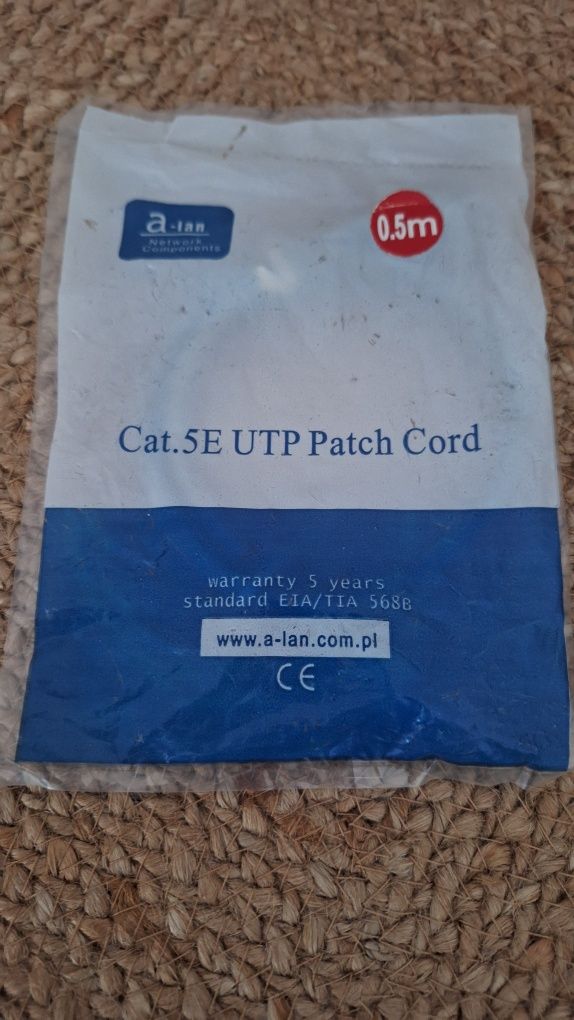 a-lan
Network
Components
0.5m
Cat.5E UTP Patch Cord
warranty 5 years
standard EIA/TIA 568B
www.a-lan.com.pl
CE